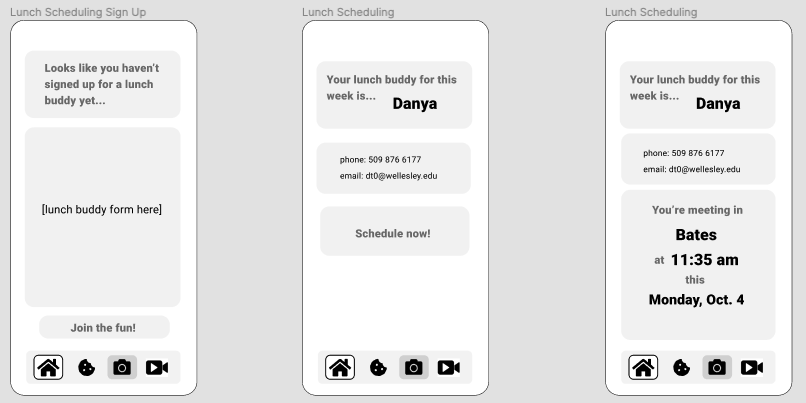 Lunch Scheduling Sign Up
Looks like you haven't
signed up for a lunch
buddy yet...
[lunch buddy form here]
Join the fun!
Lunch Scheduling
Your lunch buddy for this
week is...
Danya
phone: 509 876 6177
email: dt0@wellesley.edu
Schedule now!
Lunch Scheduling
Your lunch buddy for this
week is...
Danya
phone: 509 876 6177
email: dt0@wellesley.edu
You're meeting in
Bates
at 11:35 am
this
Monday, Oct. 4